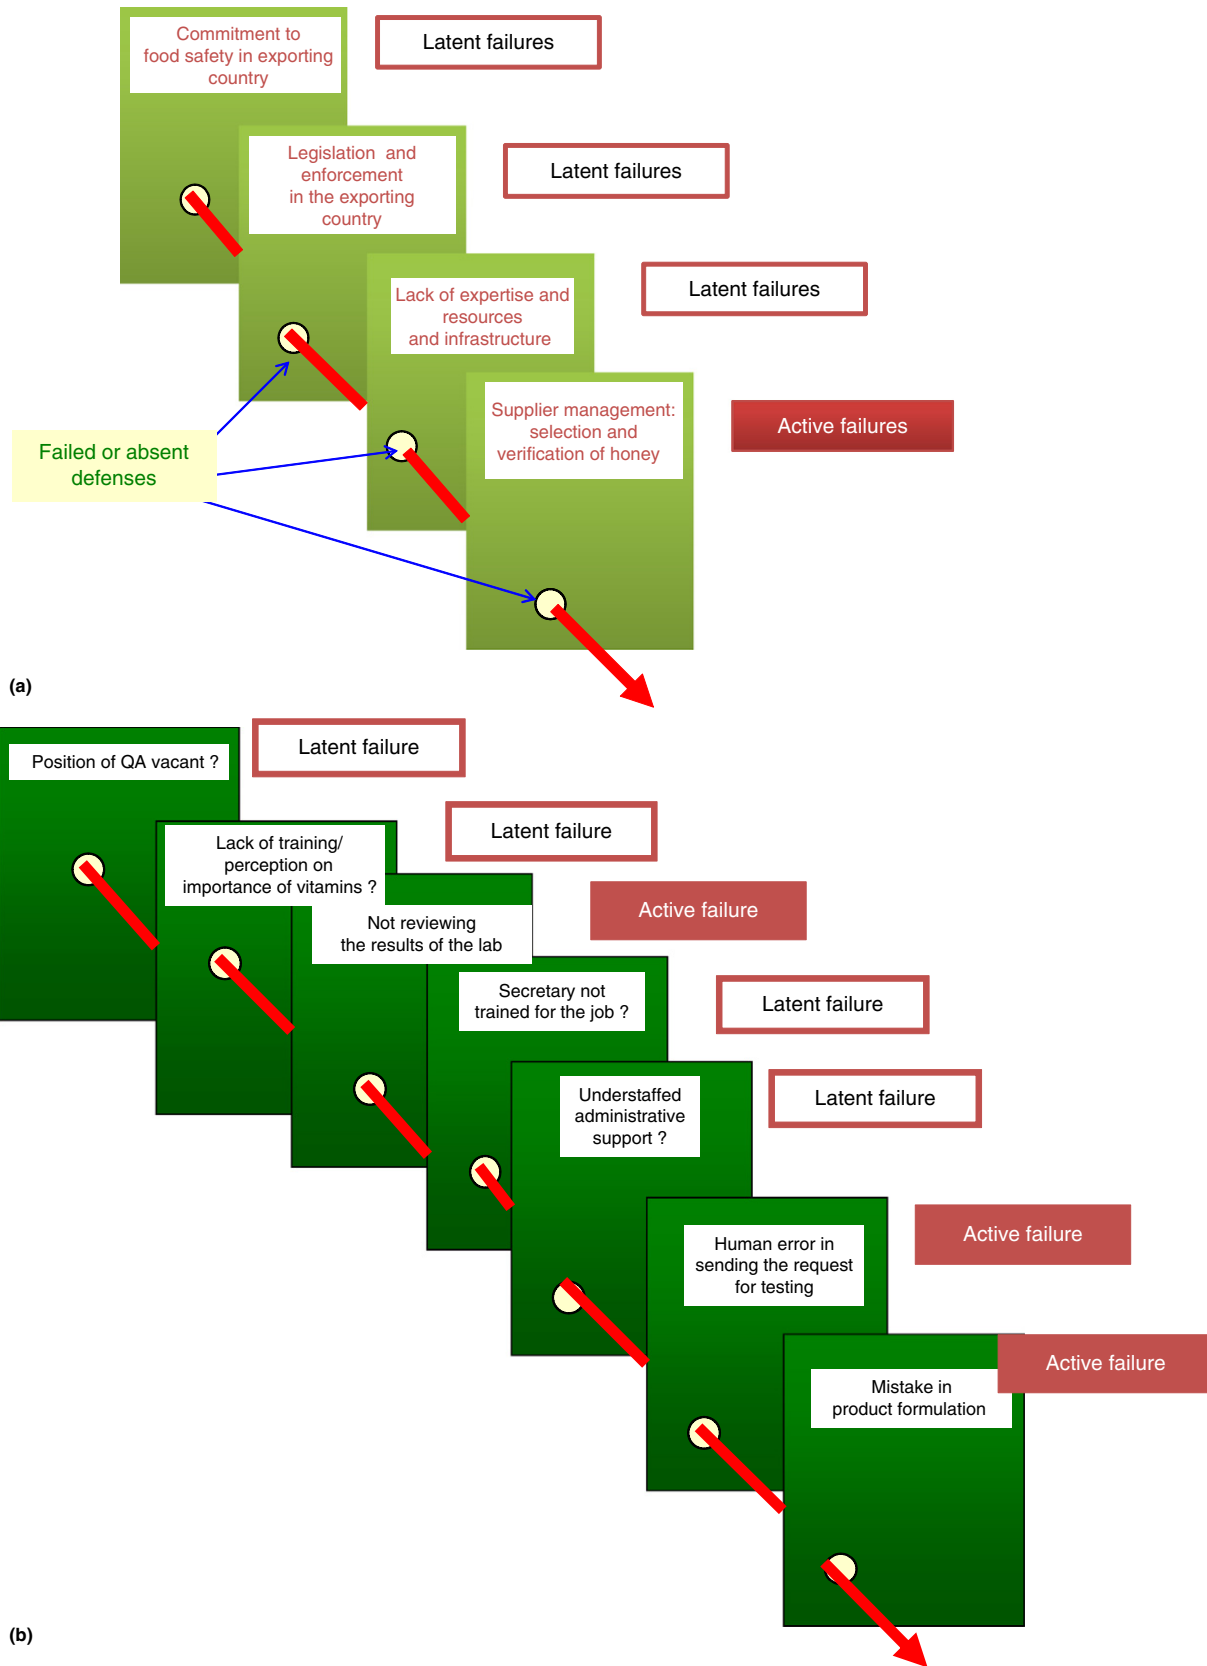 Commitment to
food safety in exporting
country
Latent failures
Legislation and
enforcement
in the exporting
country
Latent failures
Lack of expertise and
resources
and infrastructure
Latent failures
Supplier management:
selection and
verification of honey
Active failures
Failed or absent
defenses
(a)
Position of QA vacant ?
Latent failure
Lack of training/
perception on
importance of vitamins ?
Latent failure
Not reviewing
the results of the lab
Active failure
Secretary not
trained for the job ?
Latent failure
Understaffed
administrative
support ?
Latent failure
Human error in
sending the request
for testing
Active failure
Mistake in
product formulation
Active failure
(b)